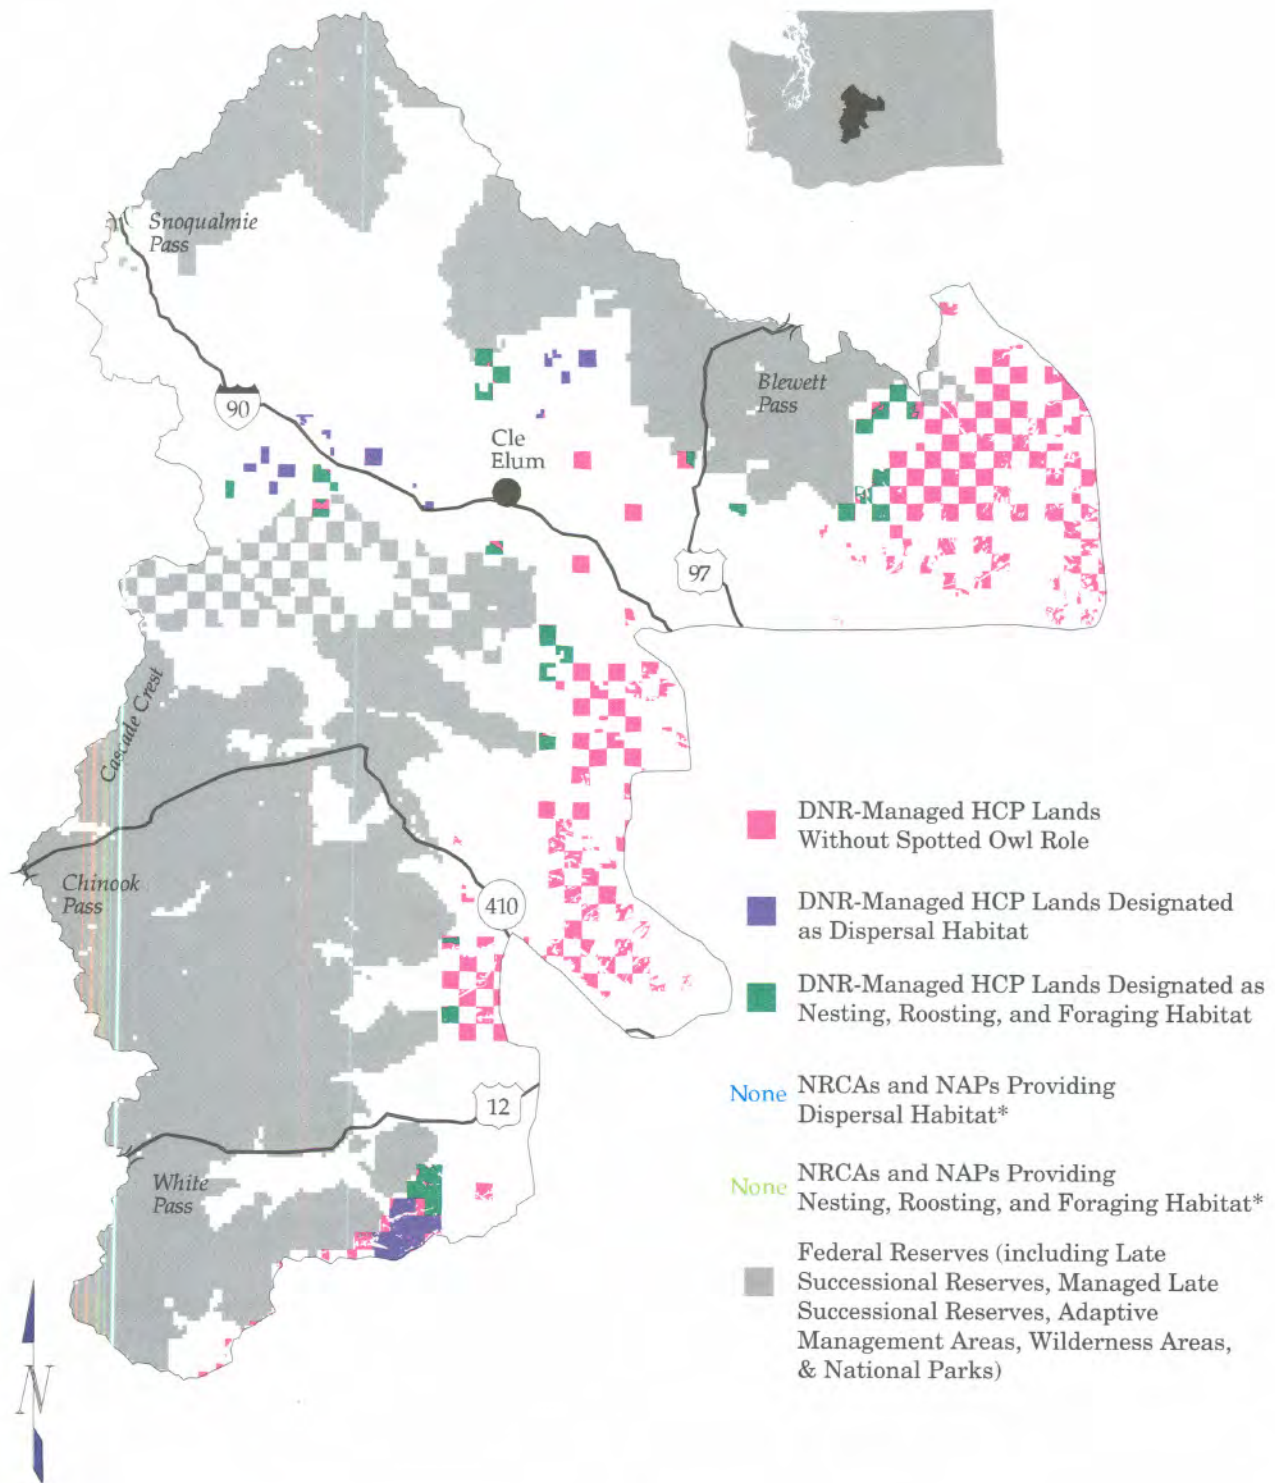 Snoqualmie
Pass
90
Cle
Elum
Blewett
Pass
97
Cascade Crest
Chinook
Pass
410
12
White
Pass
N
DNR-Managed HCP Lands
Without Spotted Owl Role
DNR-Managed HCP Lands Designated
as Dispersal Habitat
DNR-Managed HCP Lands Designated as
Nesting, Roosting, and Foraging Habitat
None NRCAs and NAPs Providing
Dispersal Habitat*
None NRCAs and NAPs Providing
Nesting, Roosting, and Foraging Habitat*
Federal Reserves (including Late
Successional Reserves, Managed Late
Successional Reserves, Adaptive
Management Areas, Wilderness Areas,
& National Parks)